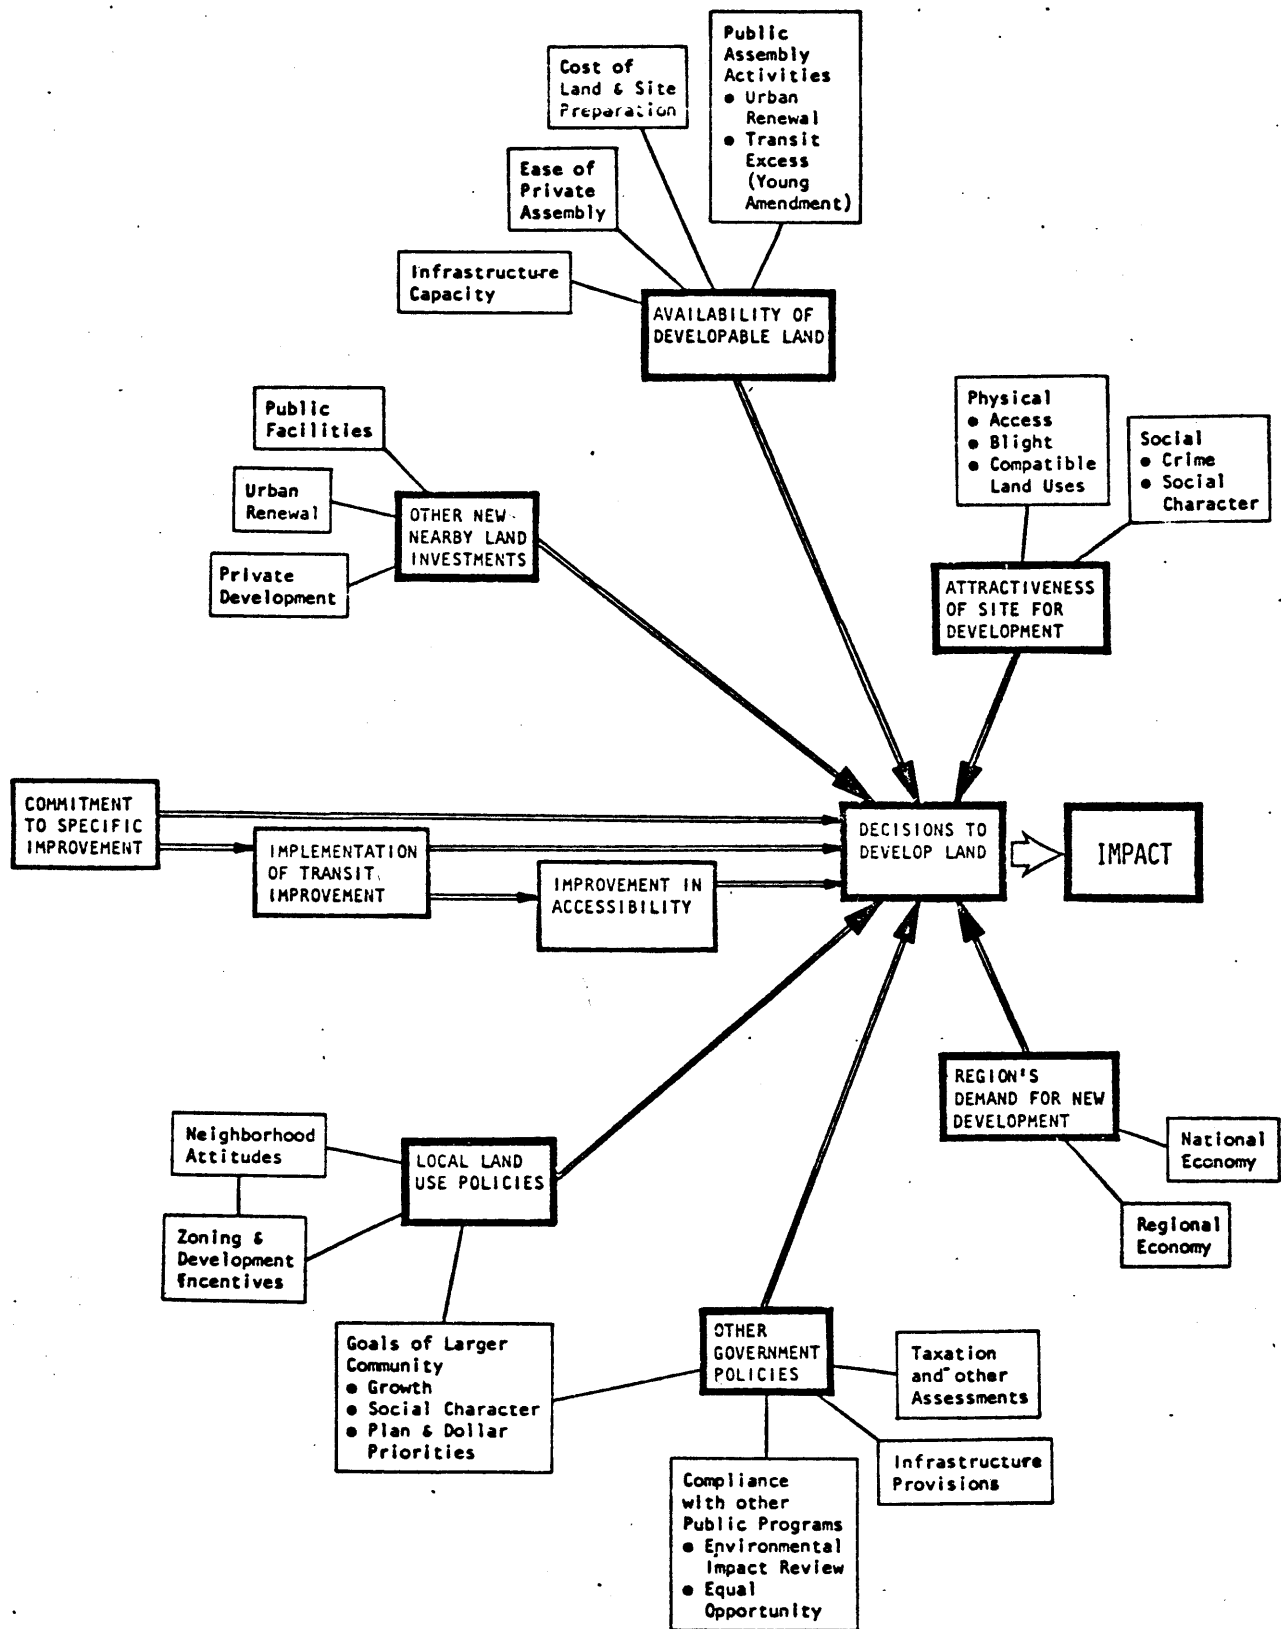 Public
Assembly
Activities
● Urban
Renewal
● Transit
Excess
(Young
Amendment)
Cost of
Land & Site
Preparation
Ease of
Private
Assembly
Infrastructure
Capacity
AVAILABILITY OF
DEVELOPABLE LAND
Public
Facilities
Urban
Renewal
Private
Development
OTHER NEW
NEARBY LAND
INVESTMENTS
Physical
● Access
● Blight
● Compatible
Land Uses
Social
● Crime
● Social
Character
ATTRACTIVENESS
OF SITE FOR
DEVELOPMENT
COMMITMENT
TO SPECIFIC
IMPROVEMENT
IMPLEMENTATION
OF TRANSIT
IMPROVEMENT
IMPROVEMENT IN
ACCESSIBILITY
DECISIONS TO
DEVELOP LAND
IMPACT
REGION'S
DEMAND FOR NEW
DEVELOPMENT
National
Economy
Regional
Economy
Neighborhood
Attitudes
Zoning &
Development
Incentives
LOCAL LAND
USE POLICIES
Goals of Larger
Community
● Growth
● Social Character
● Plan & Dollar
Priorities
OTHER
GOVERNMENT
POLICIES
Taxation
and other
Assessments
Infrastructure
Provisions
Compliance
with other
Public Programs
● Environmental
Impact Review
● Equal
Opportunity